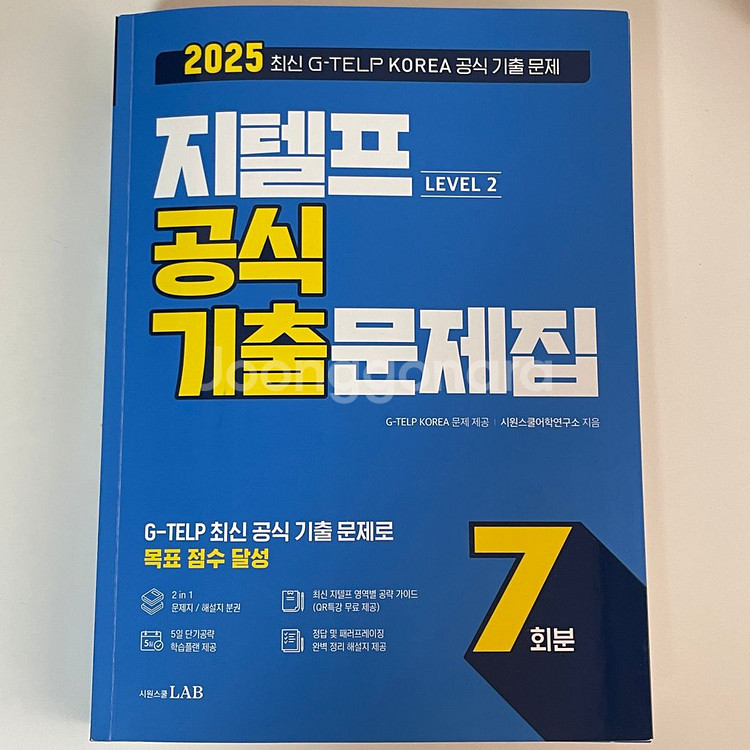 2025 최신 G-TELP KOREA 공식 기출 문제
지텔프 LEVEL 2
공식
기출문제집
Joonggonara
G-TELP KOREA 문제 제공 | 시원스쿨어학연구소 지음
G-TELP 최신 공식 기출 문제로
목표 점수 달성
2 in 1
문제지 / 해설지 분권
최신 지텔프 영역별 공략 가이드
(QR특강 무료 제공)
5일 단기공략
학습플랜 제공
정답 및 패러프레이징
완벽 정리 해설지 제공
7
회분
시원스쿨 LAB